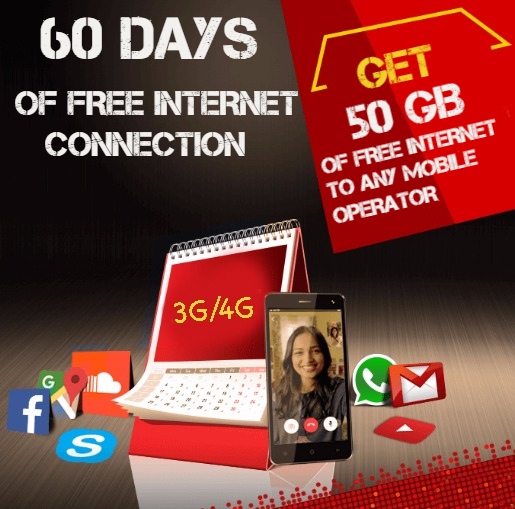 60 DAYS
OF FREE INTERNET
CONNECTION
GET
50 GB
OF FREE INTERNET
TO ANY MOBILE
OPERATOR
3G/4G
G
f
S
M